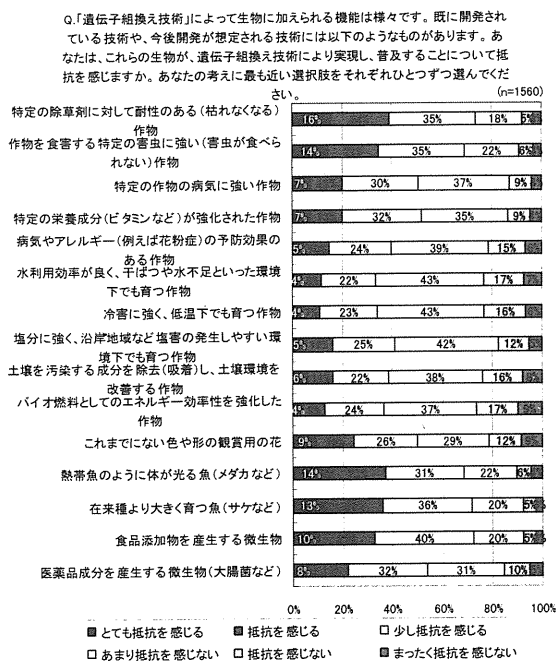 Q.「遺伝子組換え技術」によって生物に加えられる機能は様々です。既に開発され
ている技術や、今後開発が想定される技術には以下のようなものがあります。あ
なたは、これらの生物が、遺伝子組換え技術により実現し、普及することについて抵
抗を感じますか。あなたの考えに最も近い選択肢をそれぞれひとつずつ選んでくだ
さい。
(n=1560)
特定の除草剤に対して耐性のある(枯れなくなる)
作物
16% 35% 18% 5%
作物を食害する特定の害虫に強い(害虫が食べら
れない)作物
14% 35% 22% 6%
特定の作物の病気に強い作物
7% 30% 37% 9%
特定の栄養成分(ビタミンなど)が強化された作物
7% 32% 35% 9%
病気やアレルギー(例えば花粉症)の予防効果の
ある作物
5% 24% 39% 15%
水利用効率が良く、干ばつや水不足といった環境
下でも育つ作物
4% 22% 43% 17% 7%
冷害に強く、低温下でも育つ作物
4% 23% 43% 16%
塩分に強く、沿岸地域など塩害の発生しやすい環
境下でも育つ作物
5% 25% 42% 12%
土壌を汚染する成分を除去(吸着)し、土壌環境を
改善する作物
6% 22% 38% 16%
バイオ燃料としてのエネルギー効率性を強化した
作物
4% 24% 37% 17%
これまでにない色や形の観賞用の花
9% 26% 29% 12%
熱帯魚のように体が光る魚(メダカなど)
14% 31% 22% 6%
在来種より大きく育つ魚(サケなど)
13% 36% 20% 5%
食品添加物を産生する微生物
10% 40% 20% 5%
医薬品成分を産生する微生物(大腸菌など)
8% 32% 31% 10%
0% 20% 40% 60% 80% 100%
とても抵抗を感じる 抵抗を感じる 少し抵抗を感じる
あまり抵抗を感じない 抵抗を感じない まったく抵抗を感じない